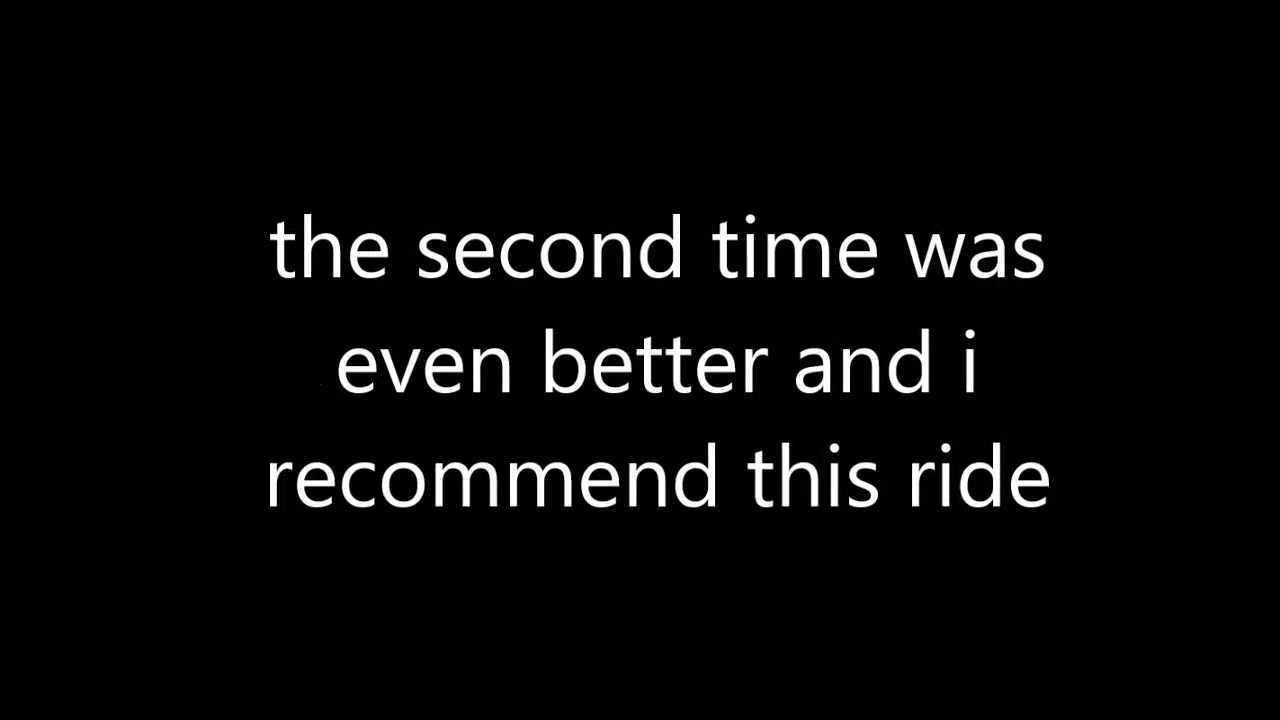 the second time was
even better and i
recommend this ride